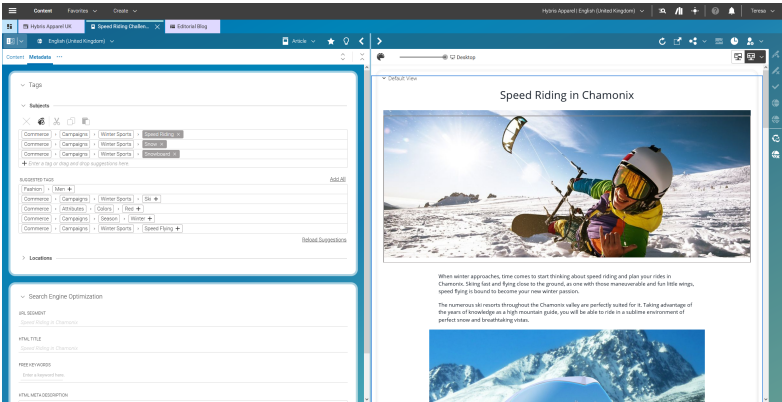 Content Favorites Create Hybris Apparel | English (United Kingdom) Teresa
Hybris Apparel UK Speed Riding Challen... Editorial Blog
English (United Kingdom) Article
Content Metadata Desktop
Default View
Tags
Speed Riding in Chamonix
Subjects
Commerce Campaigns Winter Sports Speed Riding
Commerce Campaigns Winter Sports Snow
Commerce Campaigns Winter Sports Snowboard
Enter a tag or drag and drop suggestions here.
SUGGESTED TAGS Add All
Fashion Men
Commerce Campaigns Winter Sports Ski
Commerce Attributes Colors Red
Commerce Campaigns Season Winter
Commerce Campaigns Winter Sports Speed Flying
Reload Suggestions
Locations
Search Engine Optimization
URL SEGMENT
Speed Riding in Chamonix
HTML TITLE
Speed Riding in Chamonix
FREE KEYWORDS
Enter a keyword here.
HTML META DESCRIPTION
When winter approaches, time comes to start thinking about speed riding and plan your rides in
Chamonix. Skiing fast and flying close to the ground, as one with those maneuverable and fun little wings,
speed flying is bound to become your new winter passion.
The numerous ski resorts throughout the Chamonix valley are perfectly suited for it. Taking advantage of
the years of knowledge as a high mountain guide, you will be able to ride in a sublime environment of
perfect snow and breathtaking vistas.